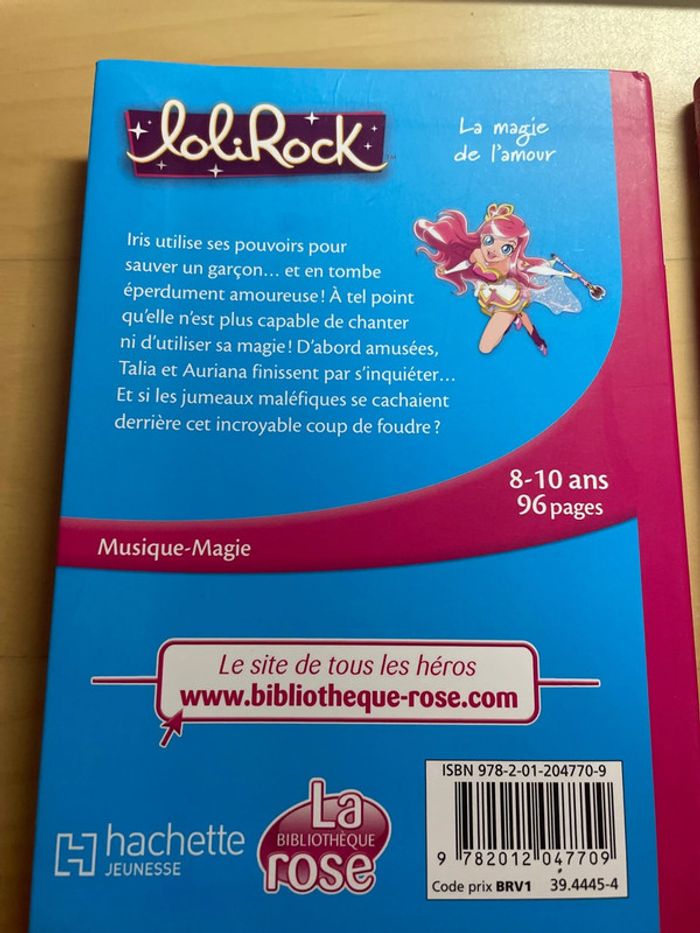 LoliRock™
La magie
de l'amour
Iris utilise ses pouvoirs pour
sauver un garçon... et en tombe
éperdument amoureuse ! À tel point
qu'elle n'est plus capable de chanter
ni d'utiliser sa magie ! D'abord amusées,
Talia et Auriana finissent par s'inquiéter...
Et si les jumeaux maléfiques se cachaient
derrière cet incroyable coup de foudre ?
8-10 ans
96 pages
Musique-Magie
Le site de tous les héros
www.bibliotheque-rose.com
ISBN 978-2-01-204770-9
9 782012 047709
Code prix BRV1 39.4445-4
hachette
JEUNESSE
La
BIBLIOTHÈQUE
rose